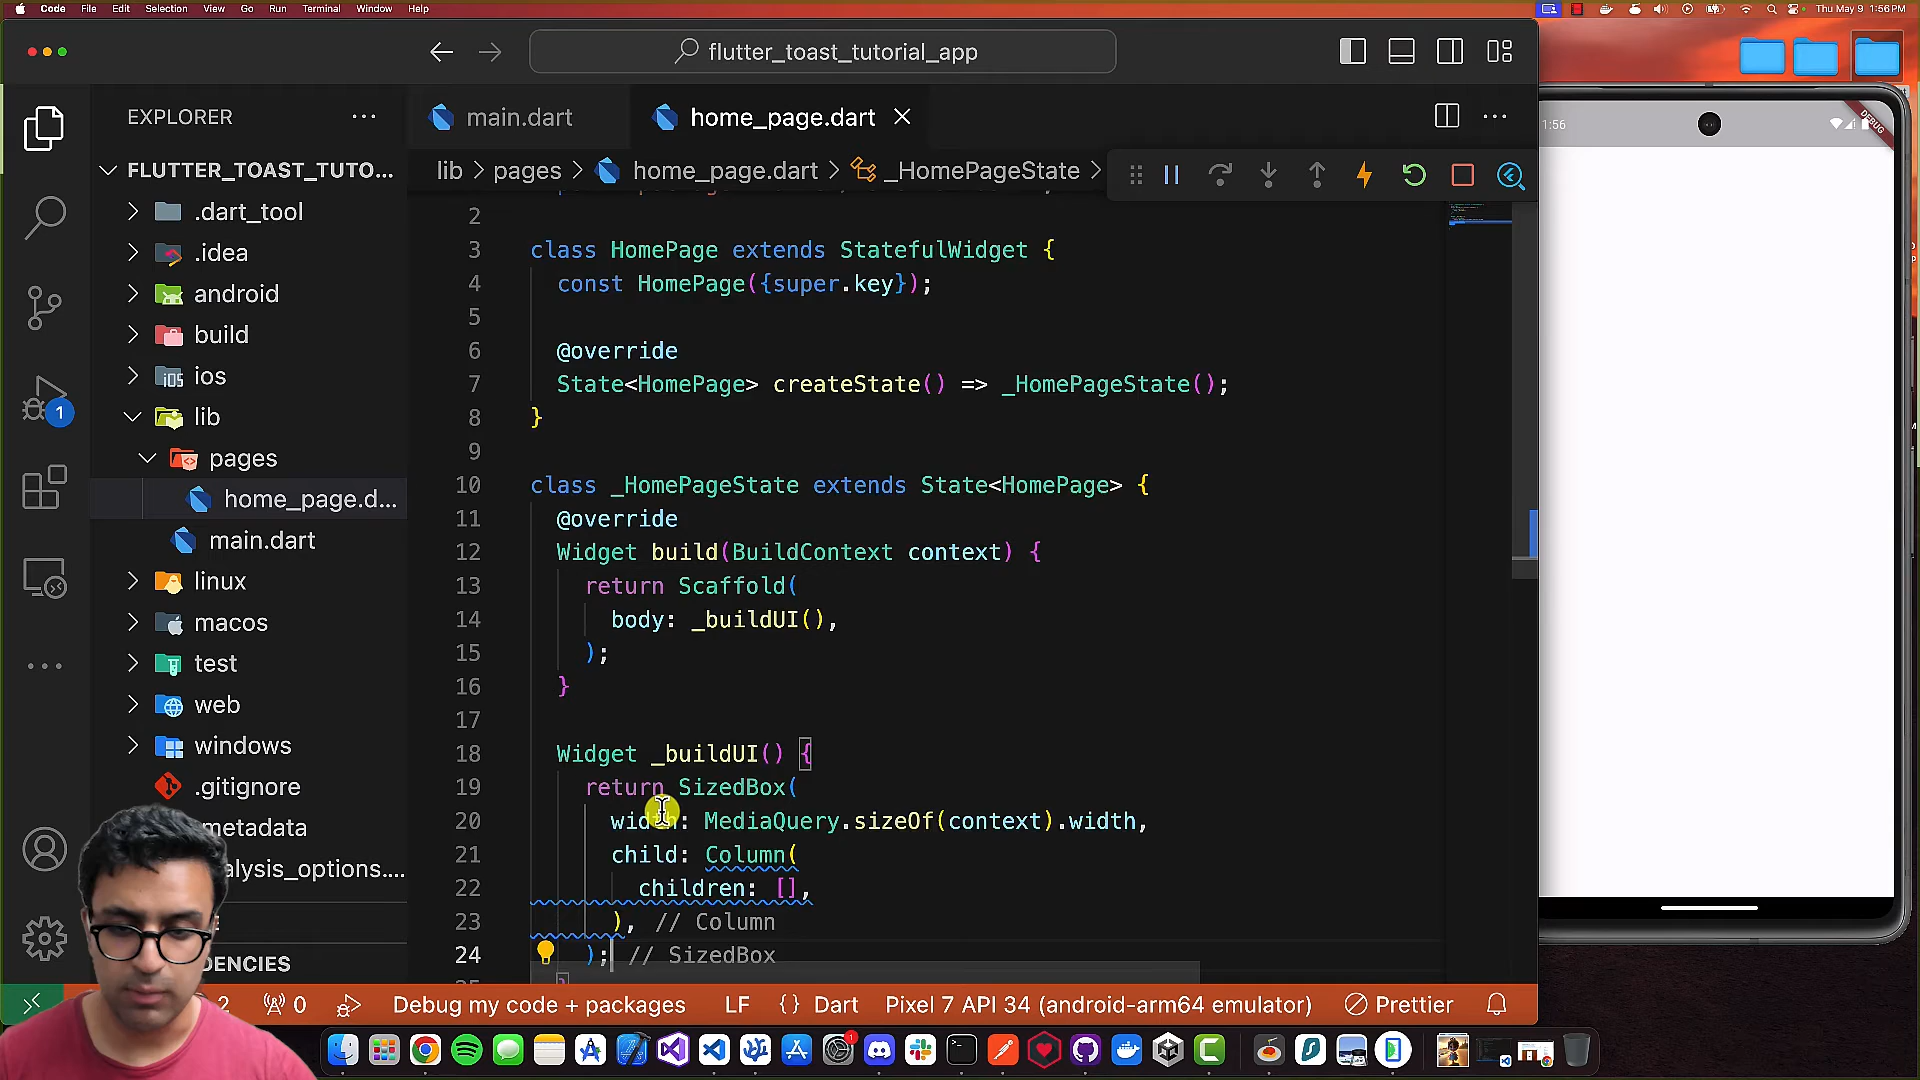 Code File Edit Selection View Go Run Terminal Window Help
Thu May 9 1:56 PM
flutter_toast_tutorial_app
EXPLORER
main.dart
home_page.dart
lib > pages > home_page.dart > _HomePageState >
FLUTTER_TOAST_TUTO...
.dart_tool
.idea
android
build
ios
lib
pages
home_page.d...
main.dart
linux
macos
test
web
windows
.gitignore
metadata
alysis_options....
DENCIES
1
2
3 class HomePage extends StatefulWidget {
4 const HomePage({super.key});
5
6 @override
7 State<HomePage> createState() => _HomePageState();
8 }
9
10 class _HomePageState extends State<HomePage> {
11 @override
12 Widget build(BuildContext context) {
13 return Scaffold(
14 body: _buildUI(),
15 );
16 }
17
18 Widget _buildUI() {
19 return SizedBox(
20 width: MediaQuery.sizeOf(context).width,
21 child: Column(
22 children: [],
23 ), // Column
24 ); // SizedBox
1:56
DEBUG
2
0
Debug my code + packages
LF
{} Dart
Pixel 7 API 34 (android-arm64 emulator)
Prettier